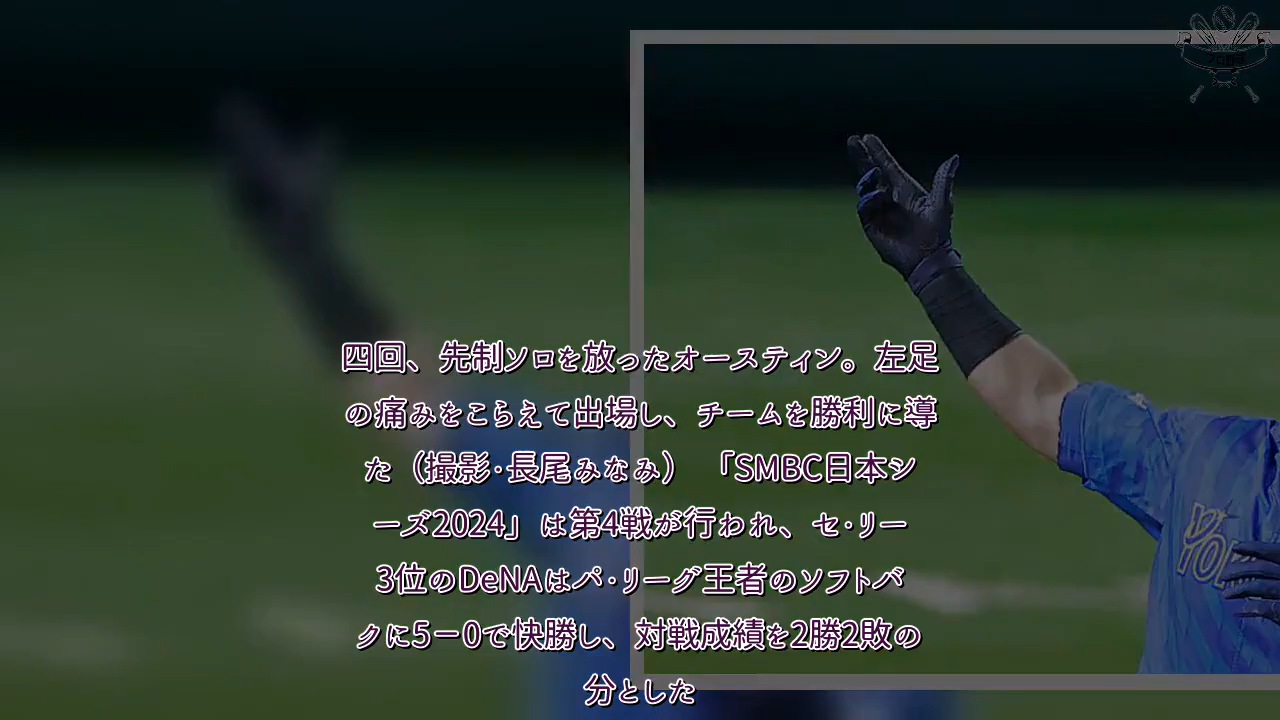 四回、先制ソロを放ったオースティン。左足
の痛みをこらえて出場し、チームを勝利に導
た（撮影·長尾みなみ） 「SMBC日本シ
ーズ2024」は第4戦が行われ、セ·リー
3位のDeNAはパ·リーグ王者のソフトバ
クに5－0で快勝し、対戦成績を2勝2敗の
分とした